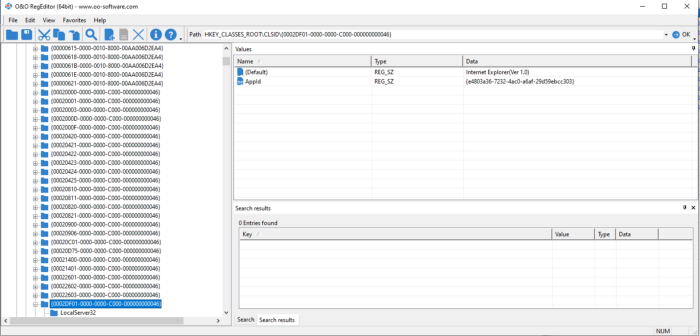 O&O RegEditor (64bit) - www.oo-software.com
File Edit View Favorites Help
Path HKEY_CLASSES_ROOT\CLSID\{0002DF01-0000-0000-C000-000000000046} OK
{00000615-0000-0010-8000-00AA006D2EA4}
{00000618-0000-0010-8000-00AA006D2EA4}
{0000061B-0000-0010-8000-00AA006D2EA4}
{0000061E-0000-0010-8000-00AA006D2EA4}
{00000621-0000-0010-8000-00AA006D2EA4}
{00020000-0000-0000-C000-000000000046}
{00020001-0000-0000-C000-000000000046}
{00020003-0000-0000-C000-000000000046}
{0002000D-0000-0000-C000-000000000046}
{0002000F-0000-0000-C000-000000000046}
{00020420-0000-0000-C000-000000000046}
{00020421-0000-0000-C000-000000000046}
{00020422-0000-0000-C000-000000000046}
{00020423-0000-0000-C000-000000000046}
{00020424-0000-0000-C000-000000000046}
{00020425-0000-0000-C000-000000000046}
{00020810-0000-0000-C000-000000000046}
{00020811-0000-0000-C000-000000000046}
{00020820-0000-0000-C000-000000000046}
{00020821-0000-0000-C000-000000000046}
{00020900-0000-0000-C000-000000000046}
{00020906-0000-0000-C000-000000000046}
{00020C01-0000-0000-C000-000000000046}
{00020D75-0000-0000-C000-000000000046}
{00021400-0000-0000-C000-000000000046}
{00021401-0000-0000-C000-000000000046}
{00022601-0000-0000-C000-000000000046}
{00022602-0000-0000-C000-000000000046}
{00022603-0000-0000-C000-000000000046}
{0002DF01-0000-0000-C000-000000000046}
LocalServer32
Values
Name Type Data
(Default) REG_SZ Internet Explorer(Ver 1.0)
AppId REG_SZ {e4803a36-7232-4ac0-a6af-29d59ebcc303}
Search results
0 Entries found
Key Value Type Data
Search Search results
NUM